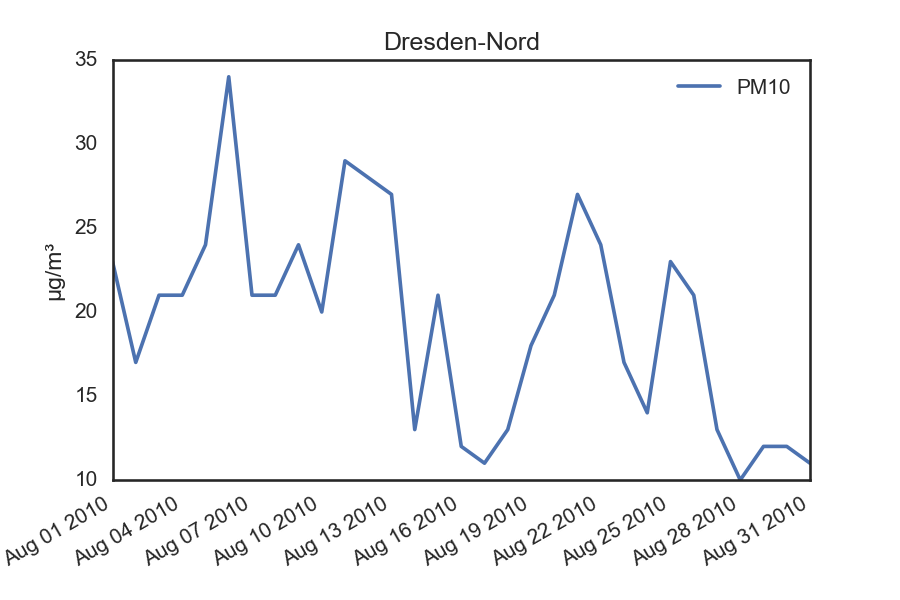 Dresden-Nord
35
30
25
20
15
10
µg/m³
PM10
Aug 01 2010
Aug 04 2010
Aug 07 2010
Aug 10 2010
Aug 13 2010
Aug 16 2010
Aug 19 2010
Aug 22 2010
Aug 25 2010
Aug 28 2010
Aug 31 2010